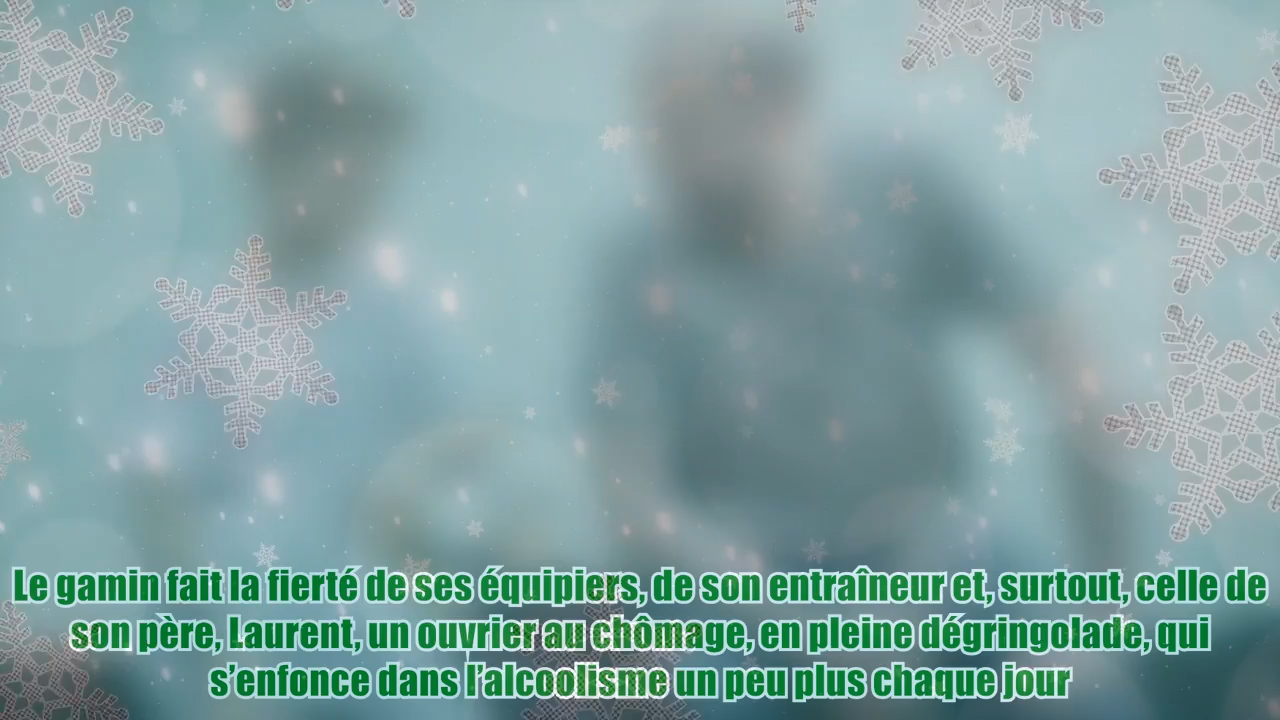 Le gamin fait la fierté de ses équipiers, de son entraîneur et, surtout, celle de
son père, Laurent, un ouvrier au chômage, en pleine dégringolade, qui
s’enfonce dans l’alcoolisme un peu plus chaque jour